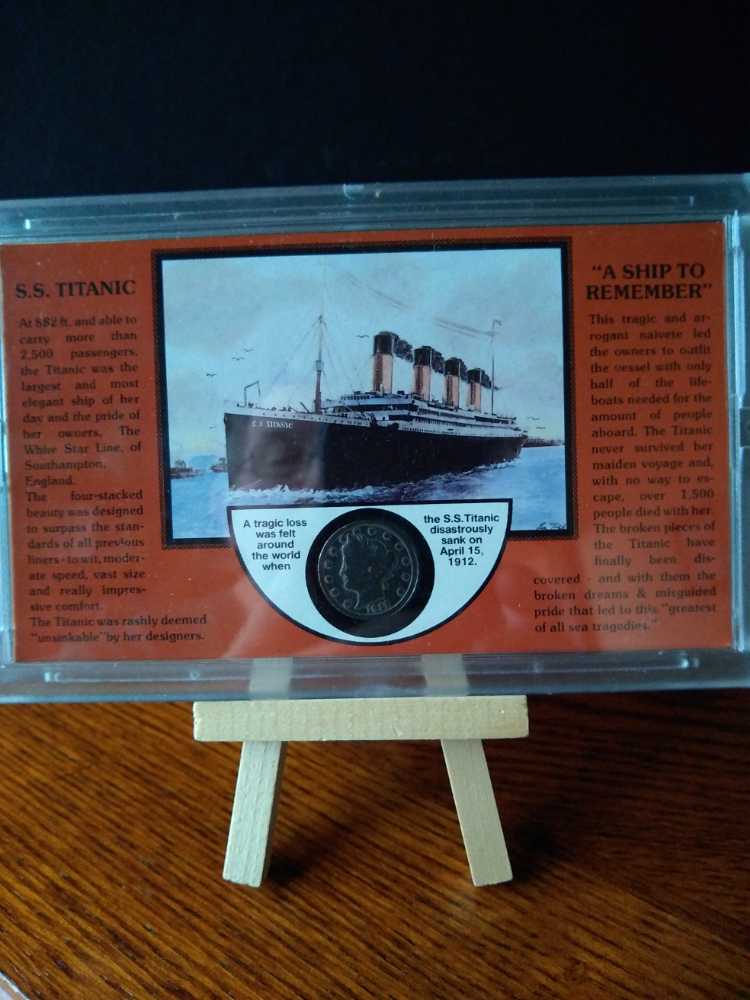 S.S. TITANIC
At 882 ft. and able to
carry more than
2,500 passengers,
the Titanic was the
largest and most
elegant ship of her
day and the pride of
her owners, The
White Star Line, of
Southampton,
England.
The four-stacked
beauty was designed
to surpass the stan-
dards of all previous
liners - to wit, moder-
ate speed, vast size
and really impres-
sive comfort.
The Titanic was rashly deemed
"unsinkable" by her designers.
S.S. TITANIC
A tragic loss
was felt
around
the world
when
the S.S. Titanic
disastrously
sank on
April 15,
1912.
"A SHIP TO
REMEMBER"
This tragic and ar-
rogant naivete led
the owners to outfit
the vessel with only
half of the life-
boats needed for the
amount of people
aboard. The Titanic
never survived her
maiden voyage and,
with no way to es-
cape, over 1,500
people died with her.
The broken pieces of
the Titanic have
finally been dis-
covered - and with them the
broken dreams & misguided
pride that led to this "greatest
of all sea tragedies."